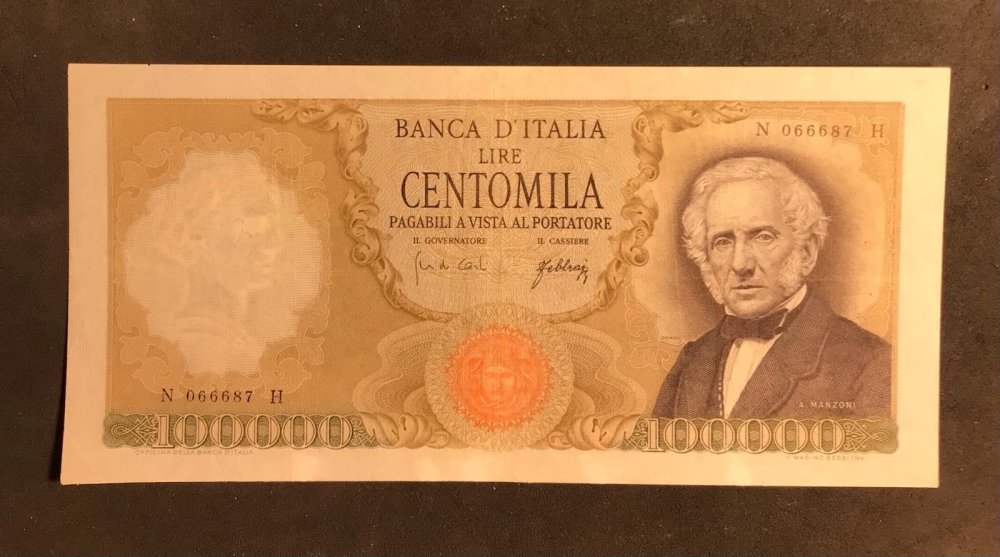 BANCA D'ITALIA
LIRE
CENTOMILA
PAGABILI A VISTA AL PORTATORE
IL GOVERNATORE IL CASSIERE
N 066687 H
N 066687 H
A. MANZONI
100000 100000
OFFICINA DELLA BANCA D'ITALIA